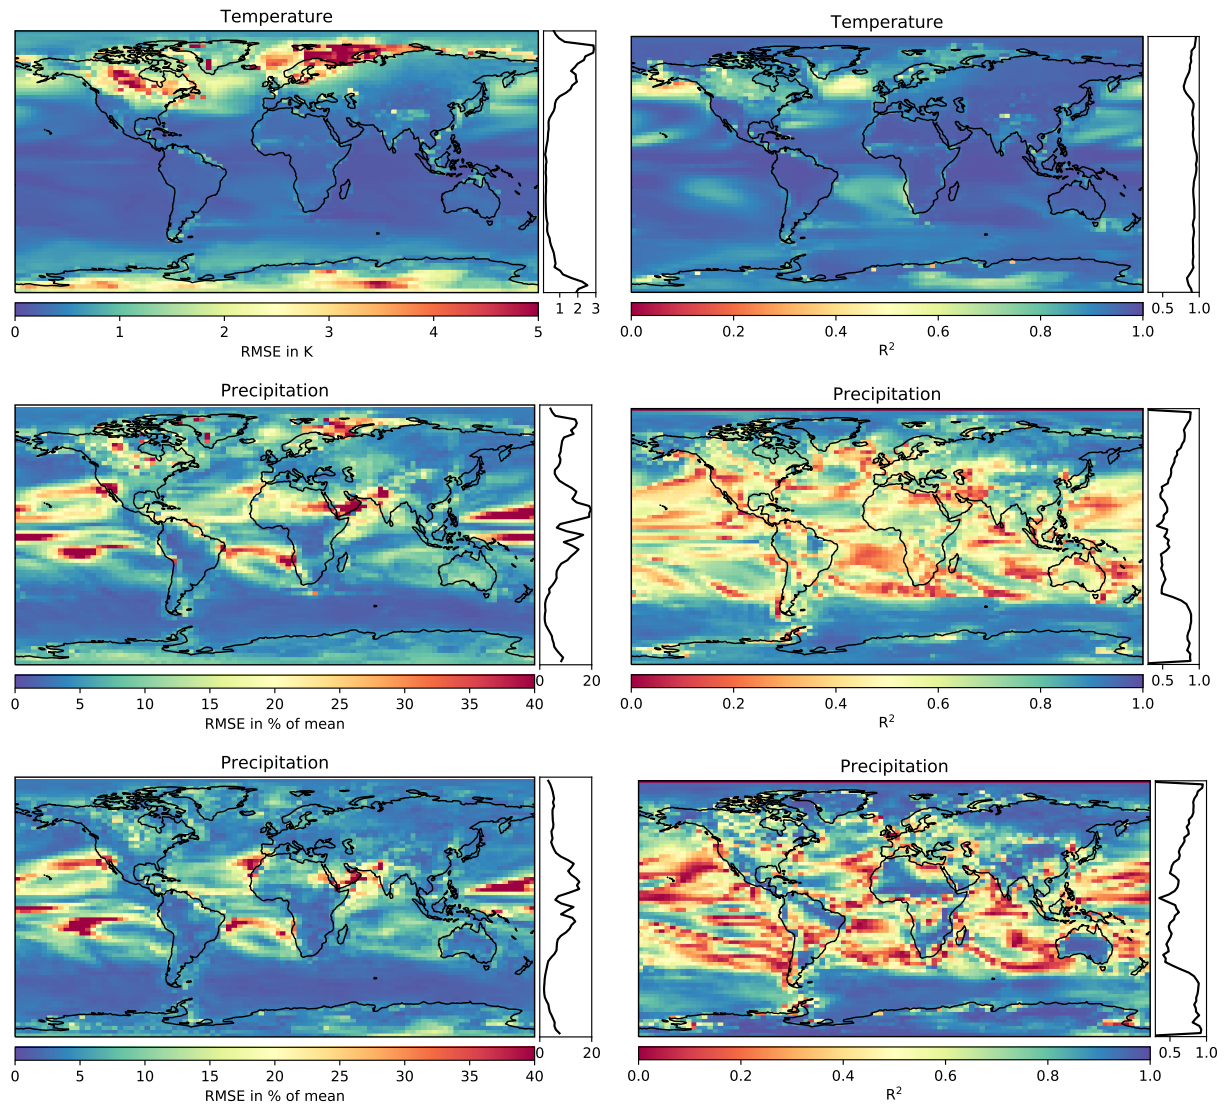 Temperature
Temperature
1 2 3
0 1 2 3 4 5
RMSE in K
0.5 1.0
0.0 0.2 0.4 0.6 0.8 1.0
R²
Precipitation
Precipitation
0 20
0 5 10 15 20 25 30 35 40
RMSE in % of mean
0.5 1.0
0.0 0.2 0.4 0.6 0.8 1.0
R²
Precipitation
Precipitation
0 20
0 5 10 15 20 25 30 35 40
RMSE in % of mean
0.5 1.0
0.0 0.2 0.4 0.6 0.8 1.0
R²